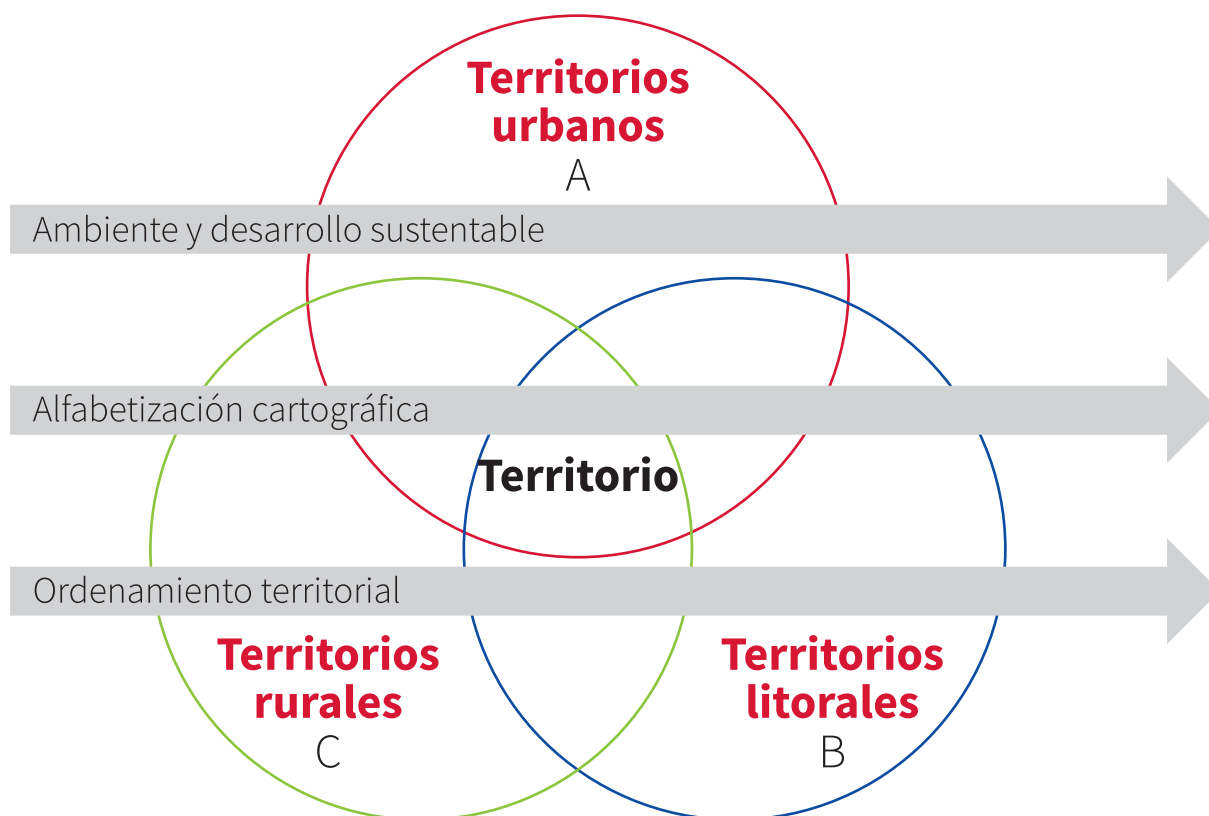 Territorios
urbanos
A
Ambiente y desarrollo sustentable
Alfabetización cartográfica
Territorio
Ordenamiento territorial
Territorios
rurales
C
Territorios
litorales
B